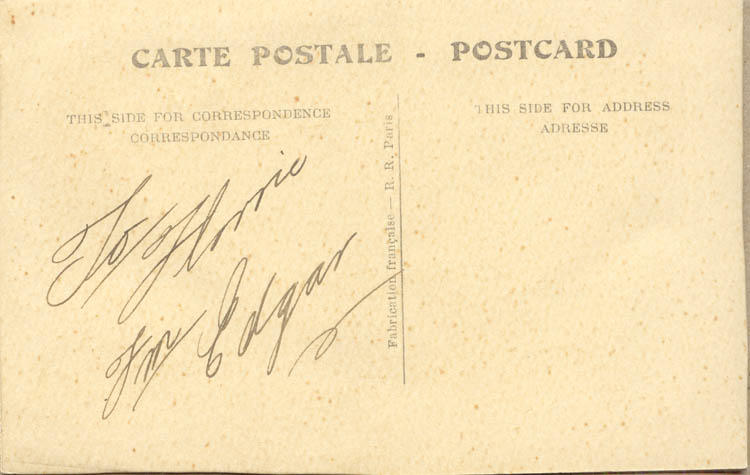 CARTE POSTALE - POSTCARD
THIS SIDE FOR CORRESPONDENCE
CORRESPONDANCE
THIS SIDE FOR ADDRESS
ADRESSE
Fabrication française — R. R. Paris
To Florrie
Fm Edgar